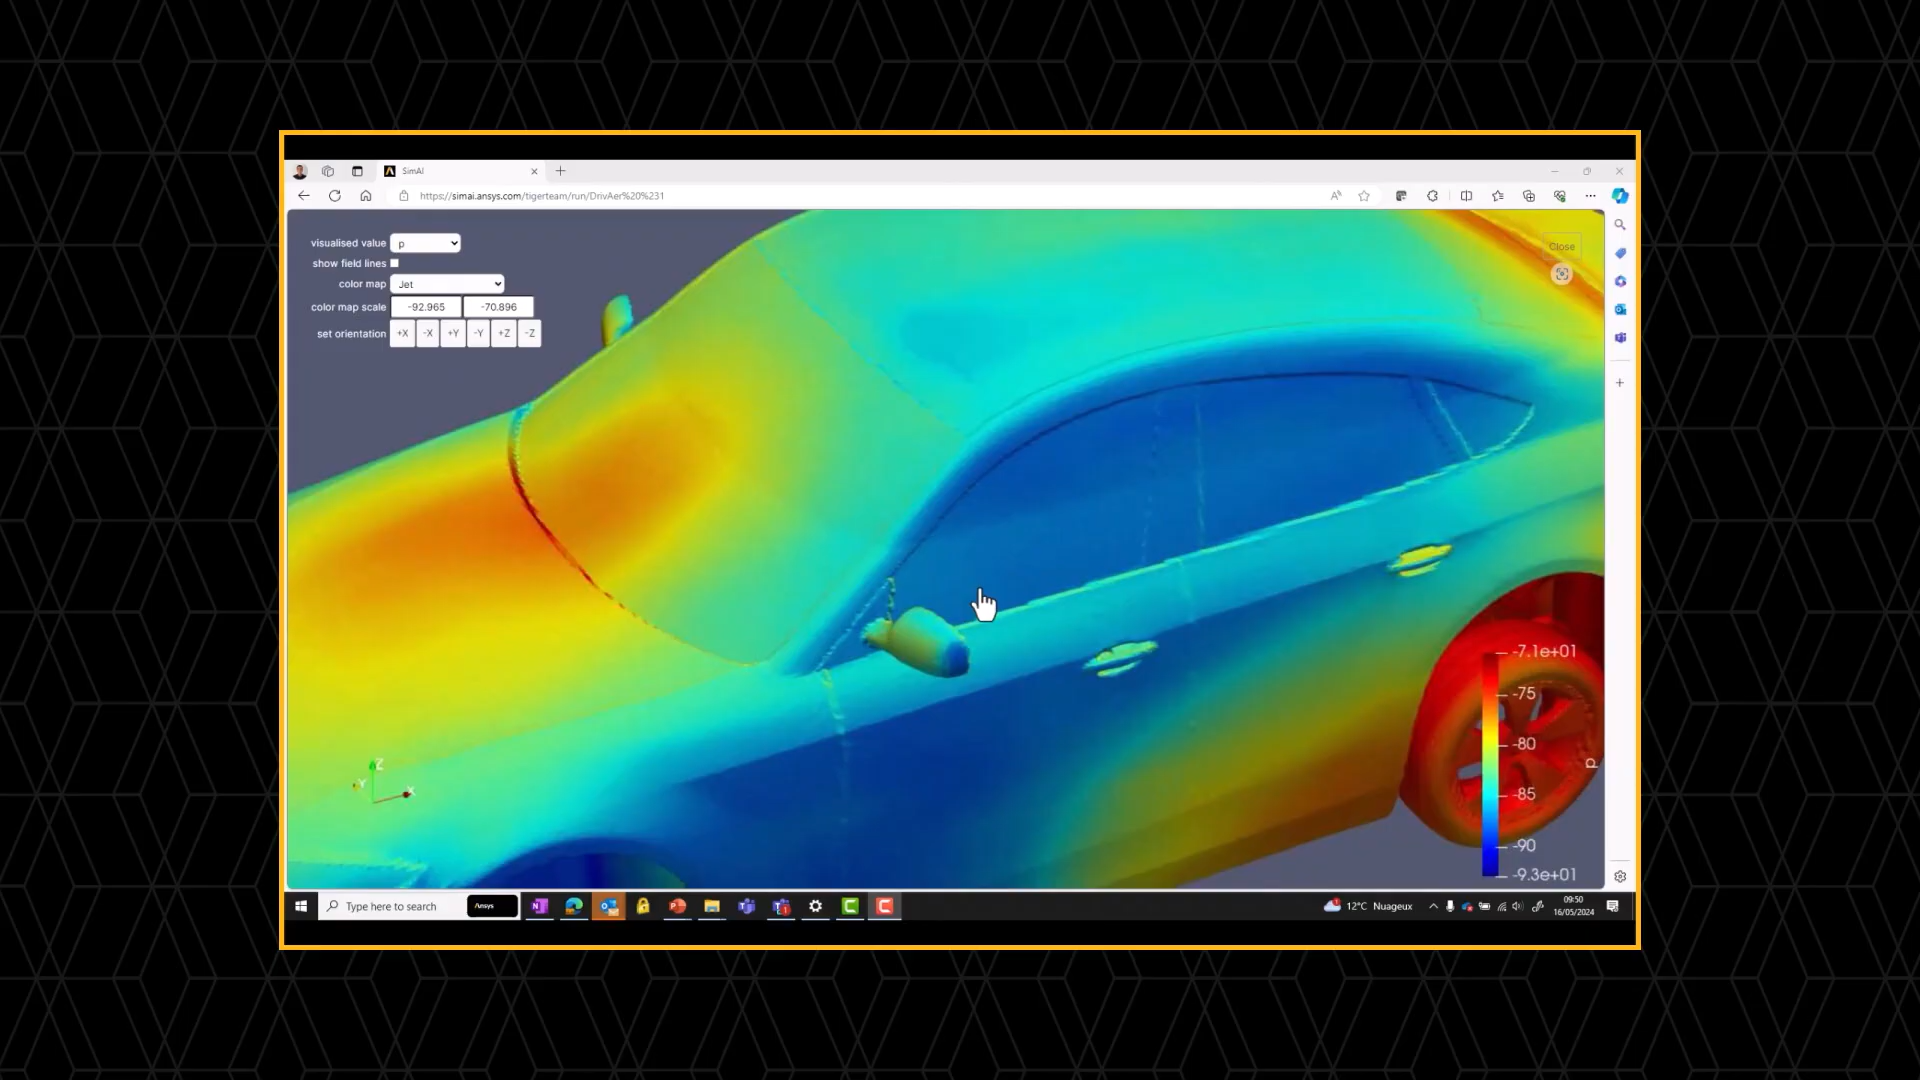 SimAI
https://simai.ansys.com/tigerteam/run/DrivAer%20%231
visualised value p
show field lines
color map Jet
color map scale -92.965 -70.896
set orientation +X -X +Y -Y +Z -Z
Close
-7.1e+01
-75
-80
p
-85
-90
-9.3e+01
Z
Y
X
Type here to search
Ansys
12°C Nuageux
09:50
16/05/2024